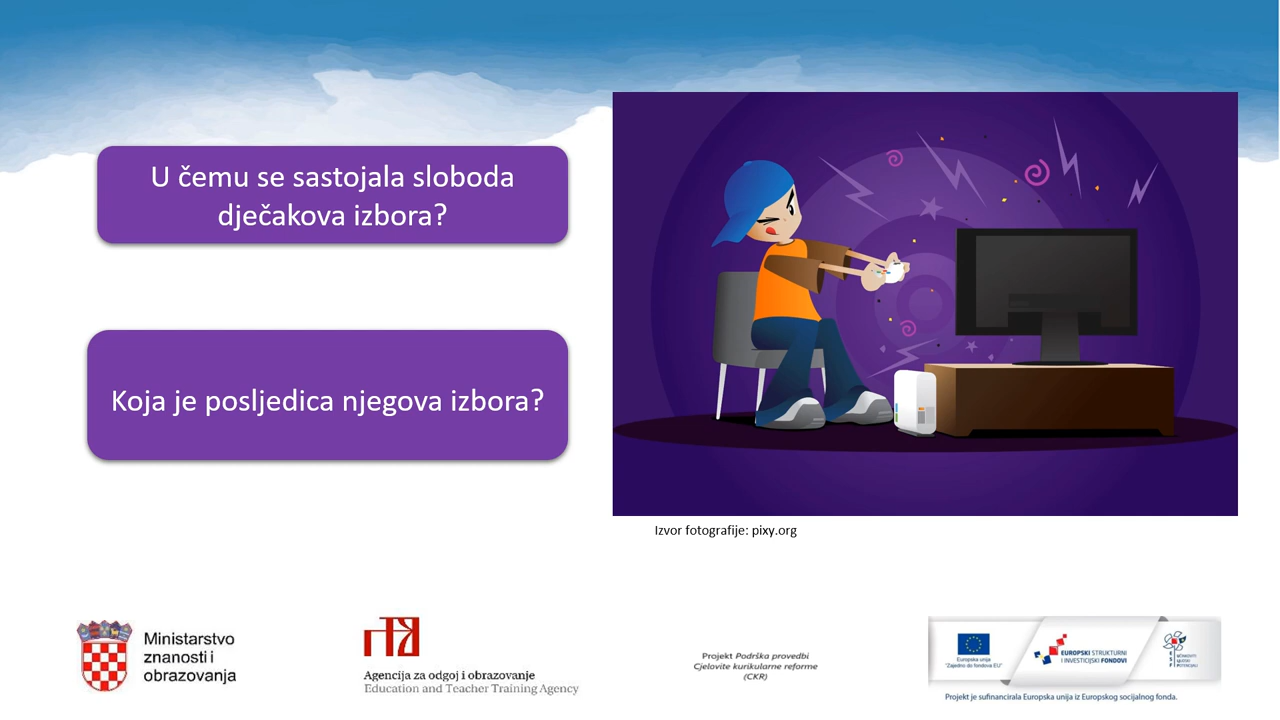 U čemu se sastojala sloboda
dječakova izbora?
Koja je posljedica njegova izbora?
Izvor fotografije: pixy.org
Ministarstvo
znanosti i
obrazovanja
Agencija za odgoj i obrazovanje
Education and Teacher Training Agency
Projekt Podrška provedbi
Cjelovite kurikularne reforme
(CKR)
Europska unija
"Zajedno do fondova EU"
EUROPSKI STRUKTURNI
I INVESTICIJSKI FONDOVI
Projekt je sufinancirala Europska unija iz Europskog socijalnog fonda.